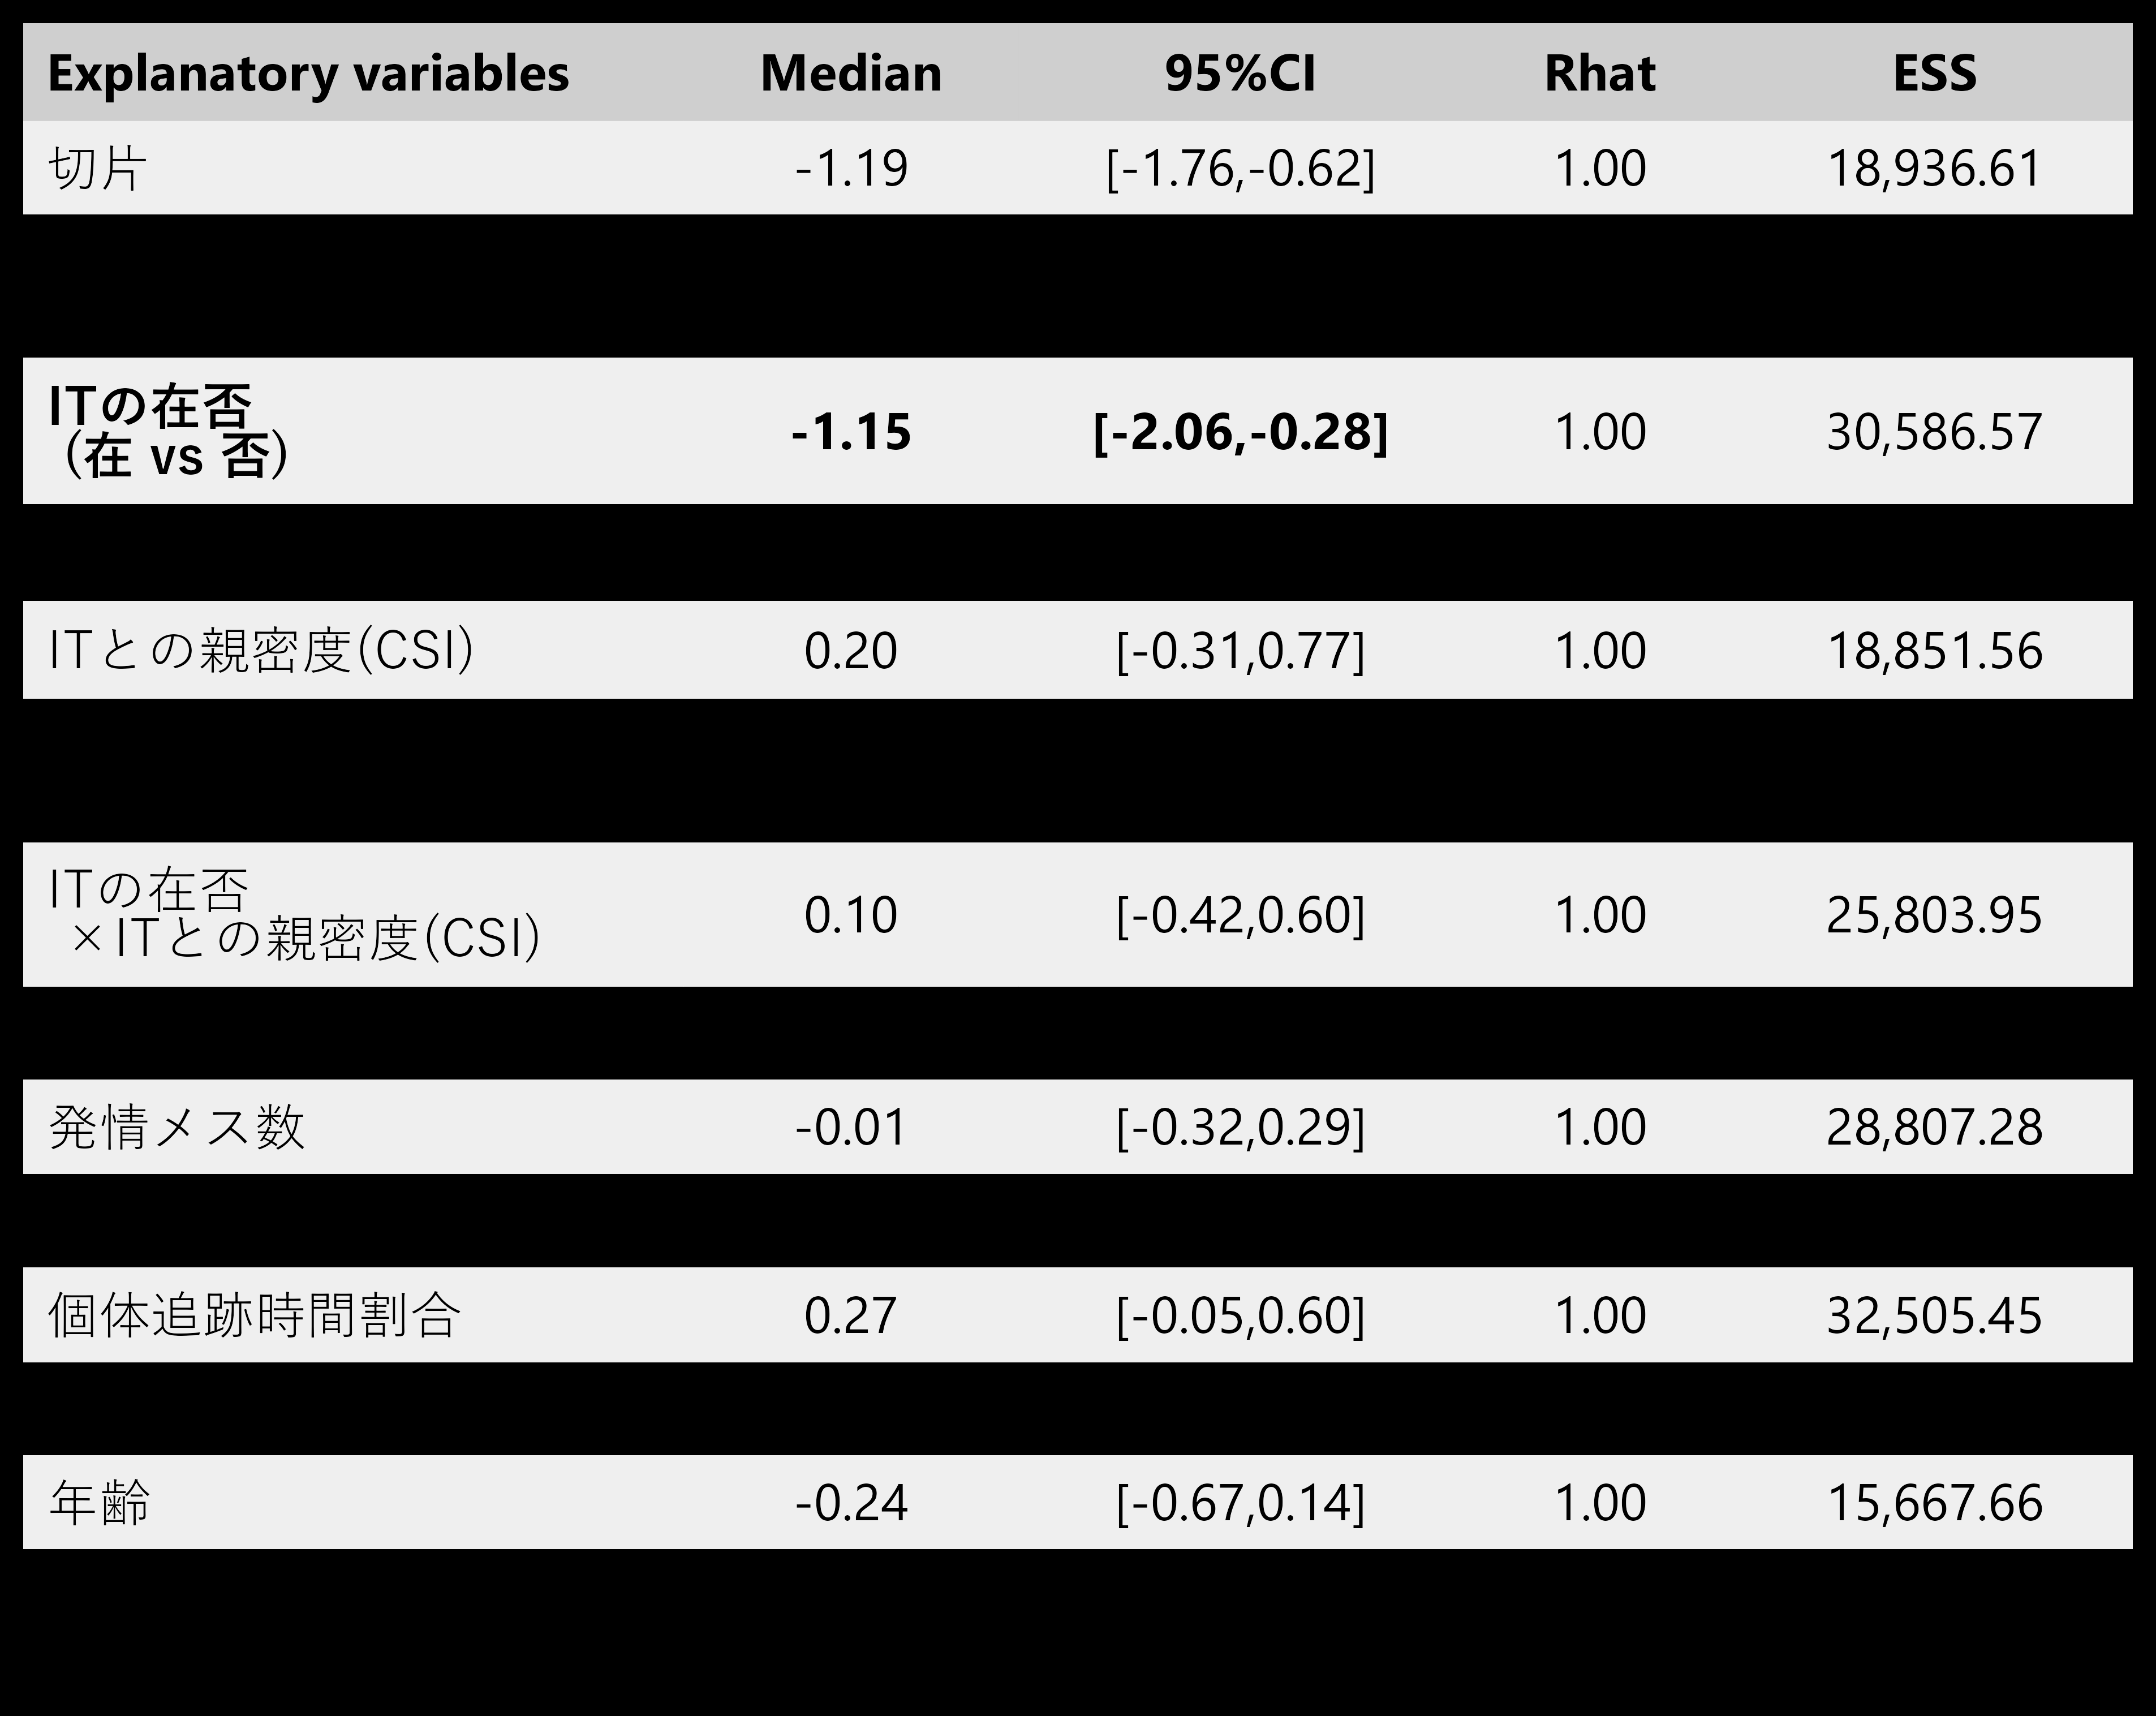 Explanatory variables Median 95%CI Rhat ESS
切片 -1.19 [-1.76,-0.62] 1.00 18,936.61
ITの在否
(在 vs 否) -1.15 [-2.06,-0.28] 1.00 30,586.57
ITとの親密度(CSI) 0.20 [-0.31,0.77] 1.00 18,851.56
ITの在否
×ITとの親密度(CSI) 0.10 [-0.42,0.60] 1.00 25,803.95
発情メス数 -0.01 [-0.32,0.29] 1.00 28,807.28
個体追跡時間割合 0.27 [-0.05,0.60] 1.00 32,505.45
年齢 -0.24 [-0.67,0.14] 1.00 15,667.66